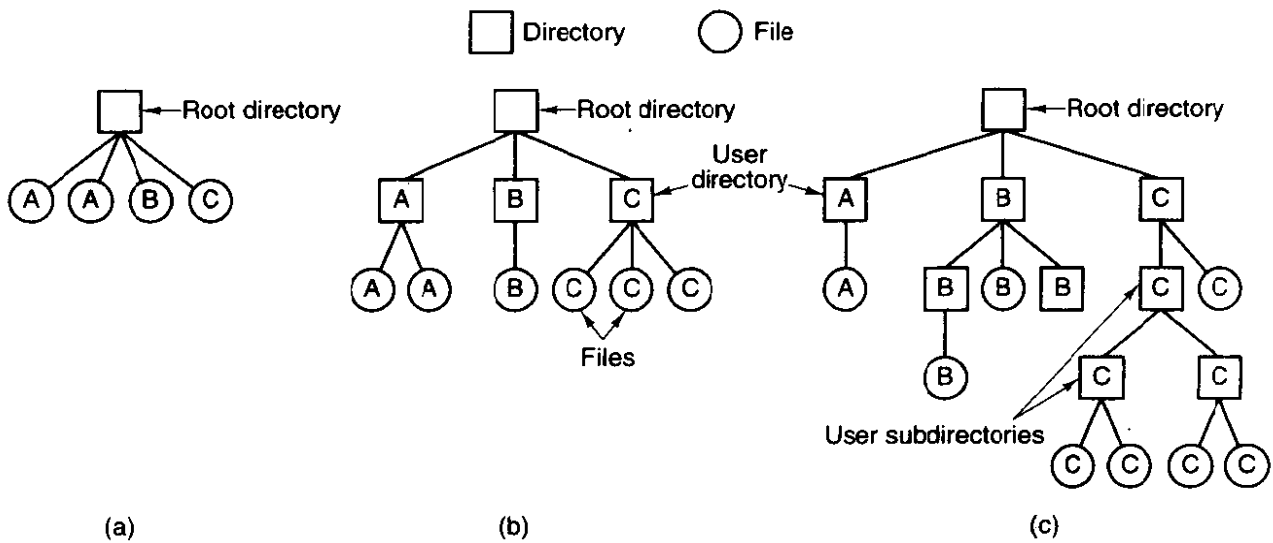 Directory File
Root directory
Root directory
Root directory
A A B C
User directory
A B C
A B C
A A B C C C
A B B B C C
Files
B C C
User subdirectories
C C C C
(a) (b) (c)